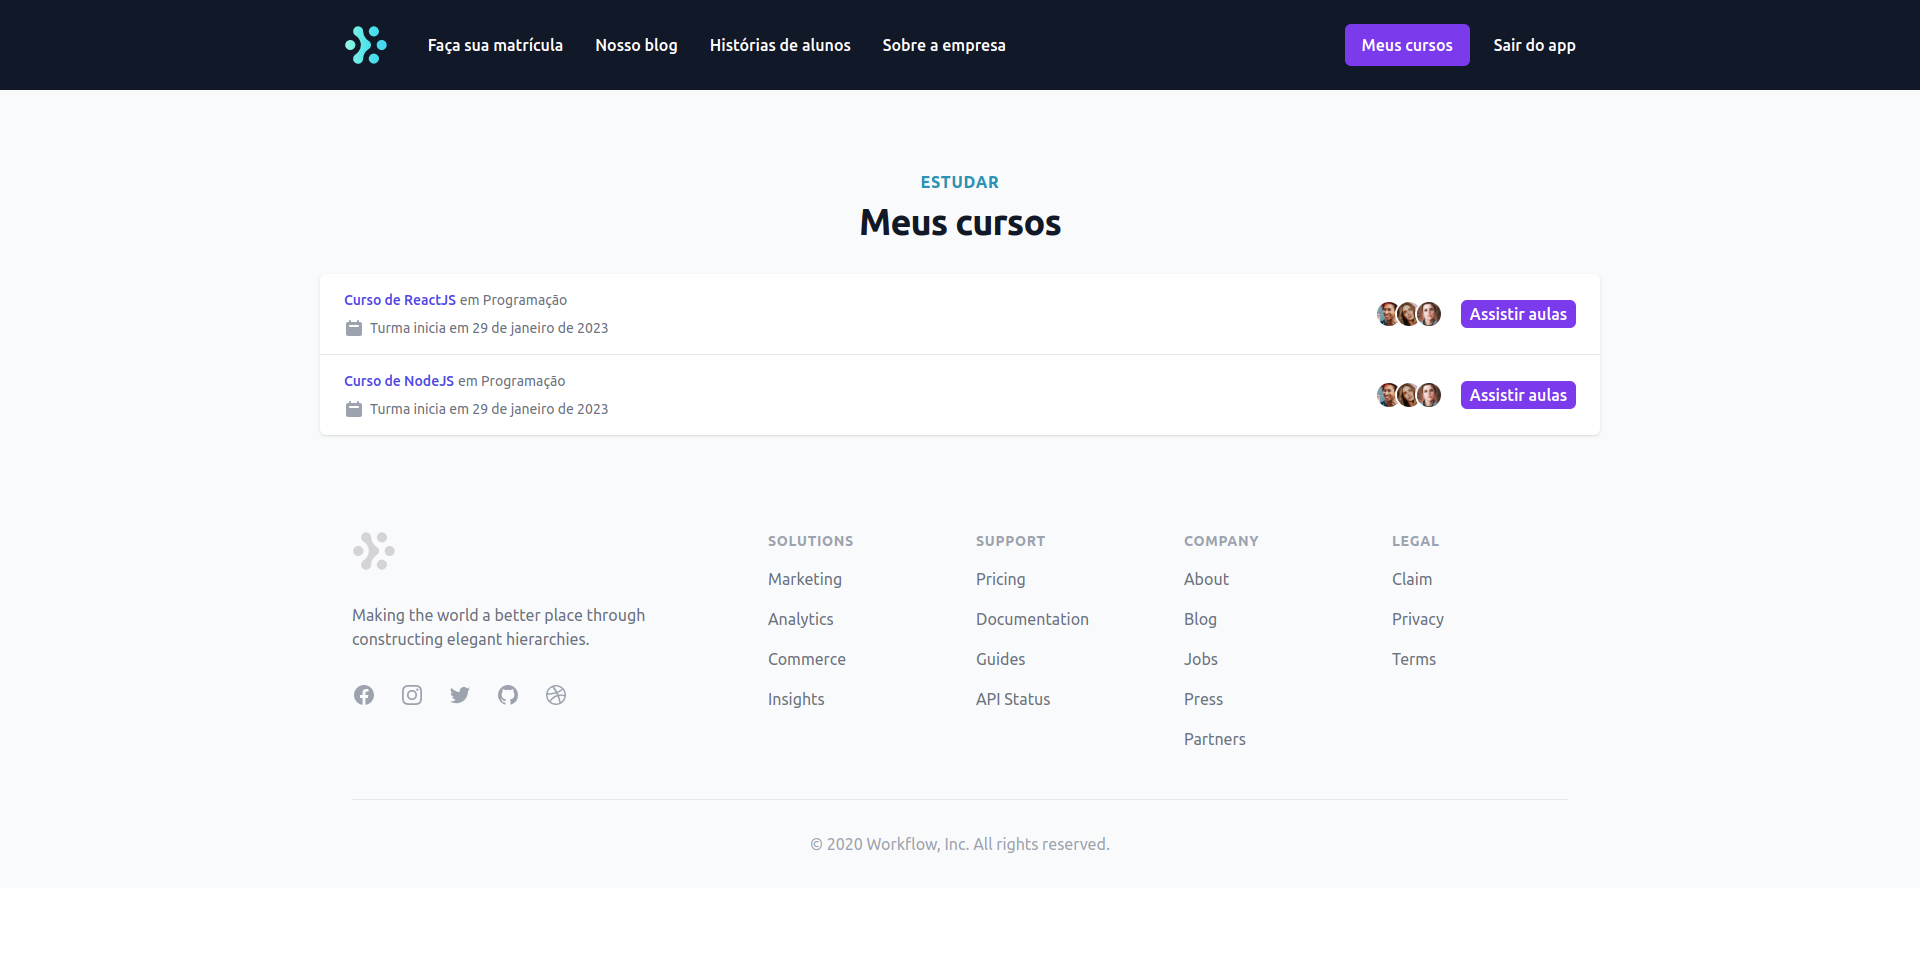 Faça sua matrícula
Nosso blog
Histórias de alunos
Sobre a empresa
Meus cursos
Sair do app
ESTUDAR
Meus cursos
Curso de ReactJS em Programação
Turma inicia em 29 de janeiro de 2023
Assistir aulas
Curso de NodeJS em Programação
Turma inicia em 29 de janeiro de 2023
Assistir aulas
Making the world a better place through
constructing elegant hierarchies.
SOLUTIONS
Marketing
Analytics
Commerce
Insights
SUPPORT
Pricing
Documentation
Guides
API Status
COMPANY
About
Blog
Jobs
Press
Partners
LEGAL
Claim
Privacy
Terms
© 2020 Workflow, Inc. All rights reserved.